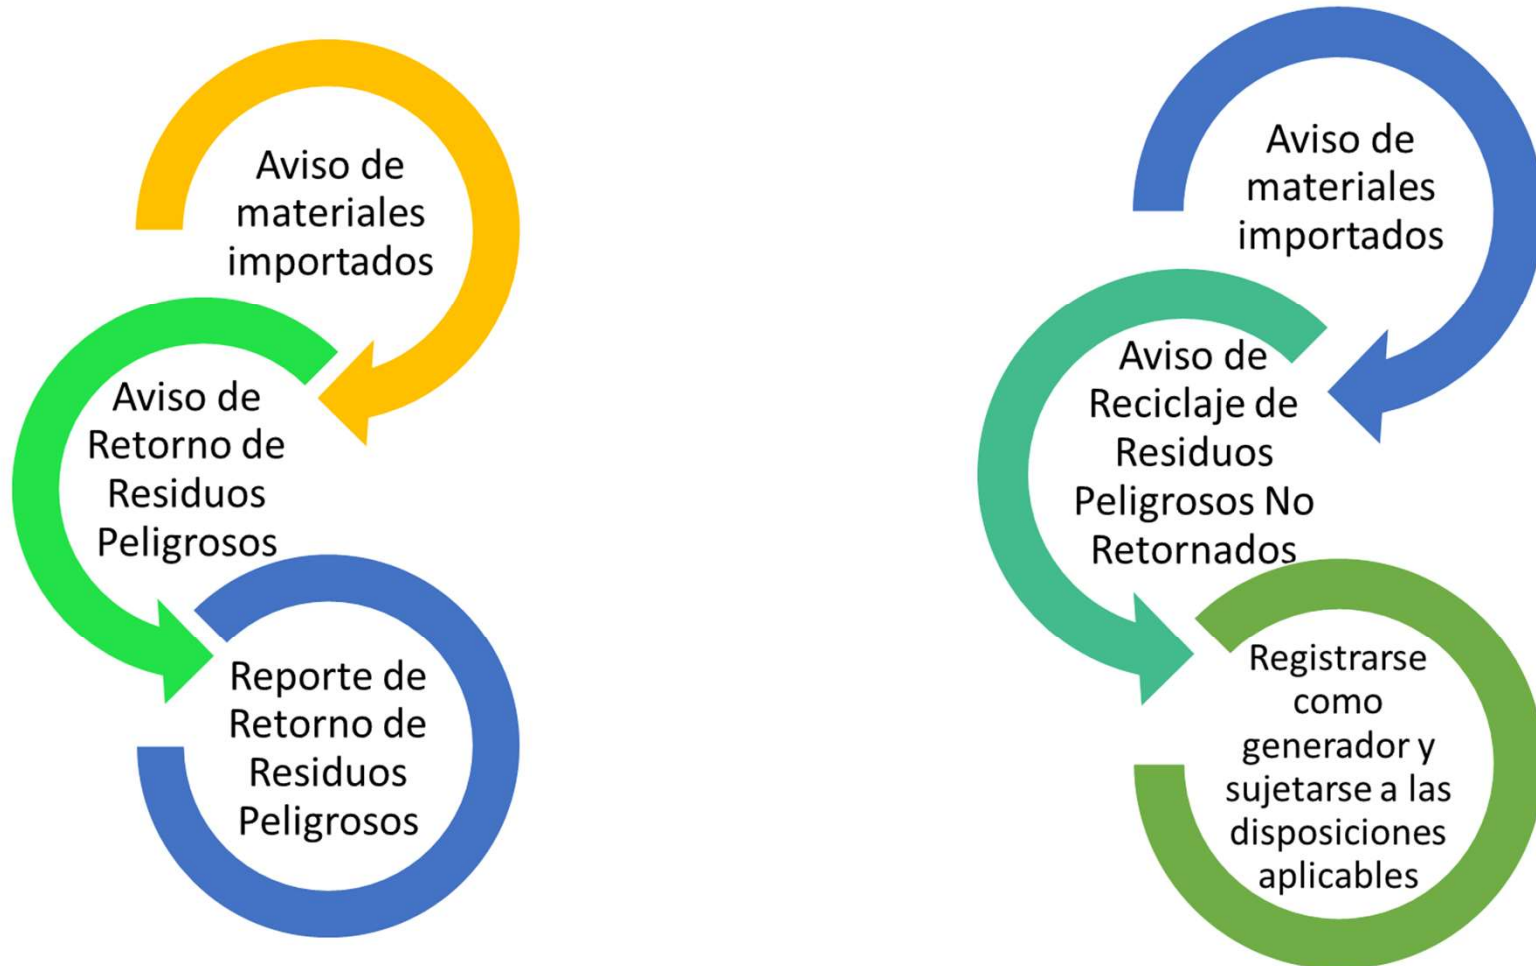 Aviso de
materiales
importados
Aviso de
Retorno de
Residuos
Peligrosos
Reporte de
Retorno de
Residuos
Peligrosos
Aviso de
materiales
importados
Aviso de
Reciclaje de
Residuos
Peligrosos No
Retornados
Registrarse
como
generador y
sujetarse a las
disposiciones
aplicables